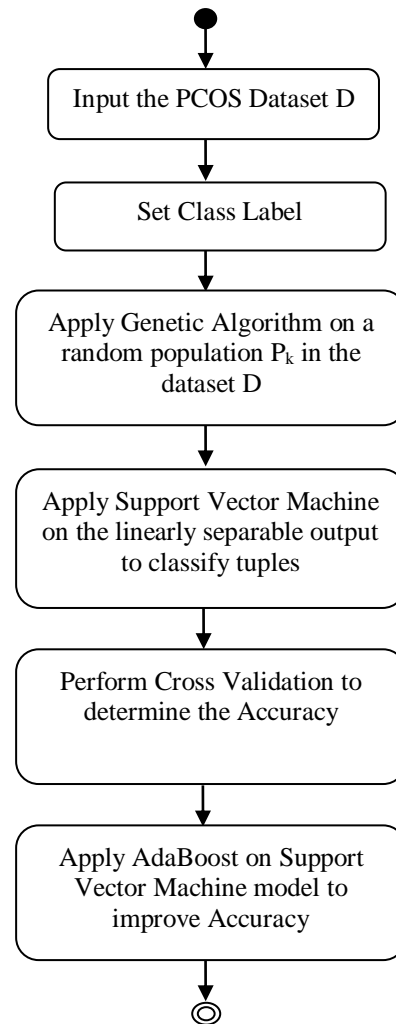 Input the PCOS Dataset D
Set Class Label
Apply Genetic Algorithm on a
random population Pₖ in the
dataset D
Apply Support Vector Machine
on the linearly separable output
to classify tuples
Perform Cross Validation to
determine the Accuracy
Apply AdaBoost on Support
Vector Machine model to
improve Accuracy